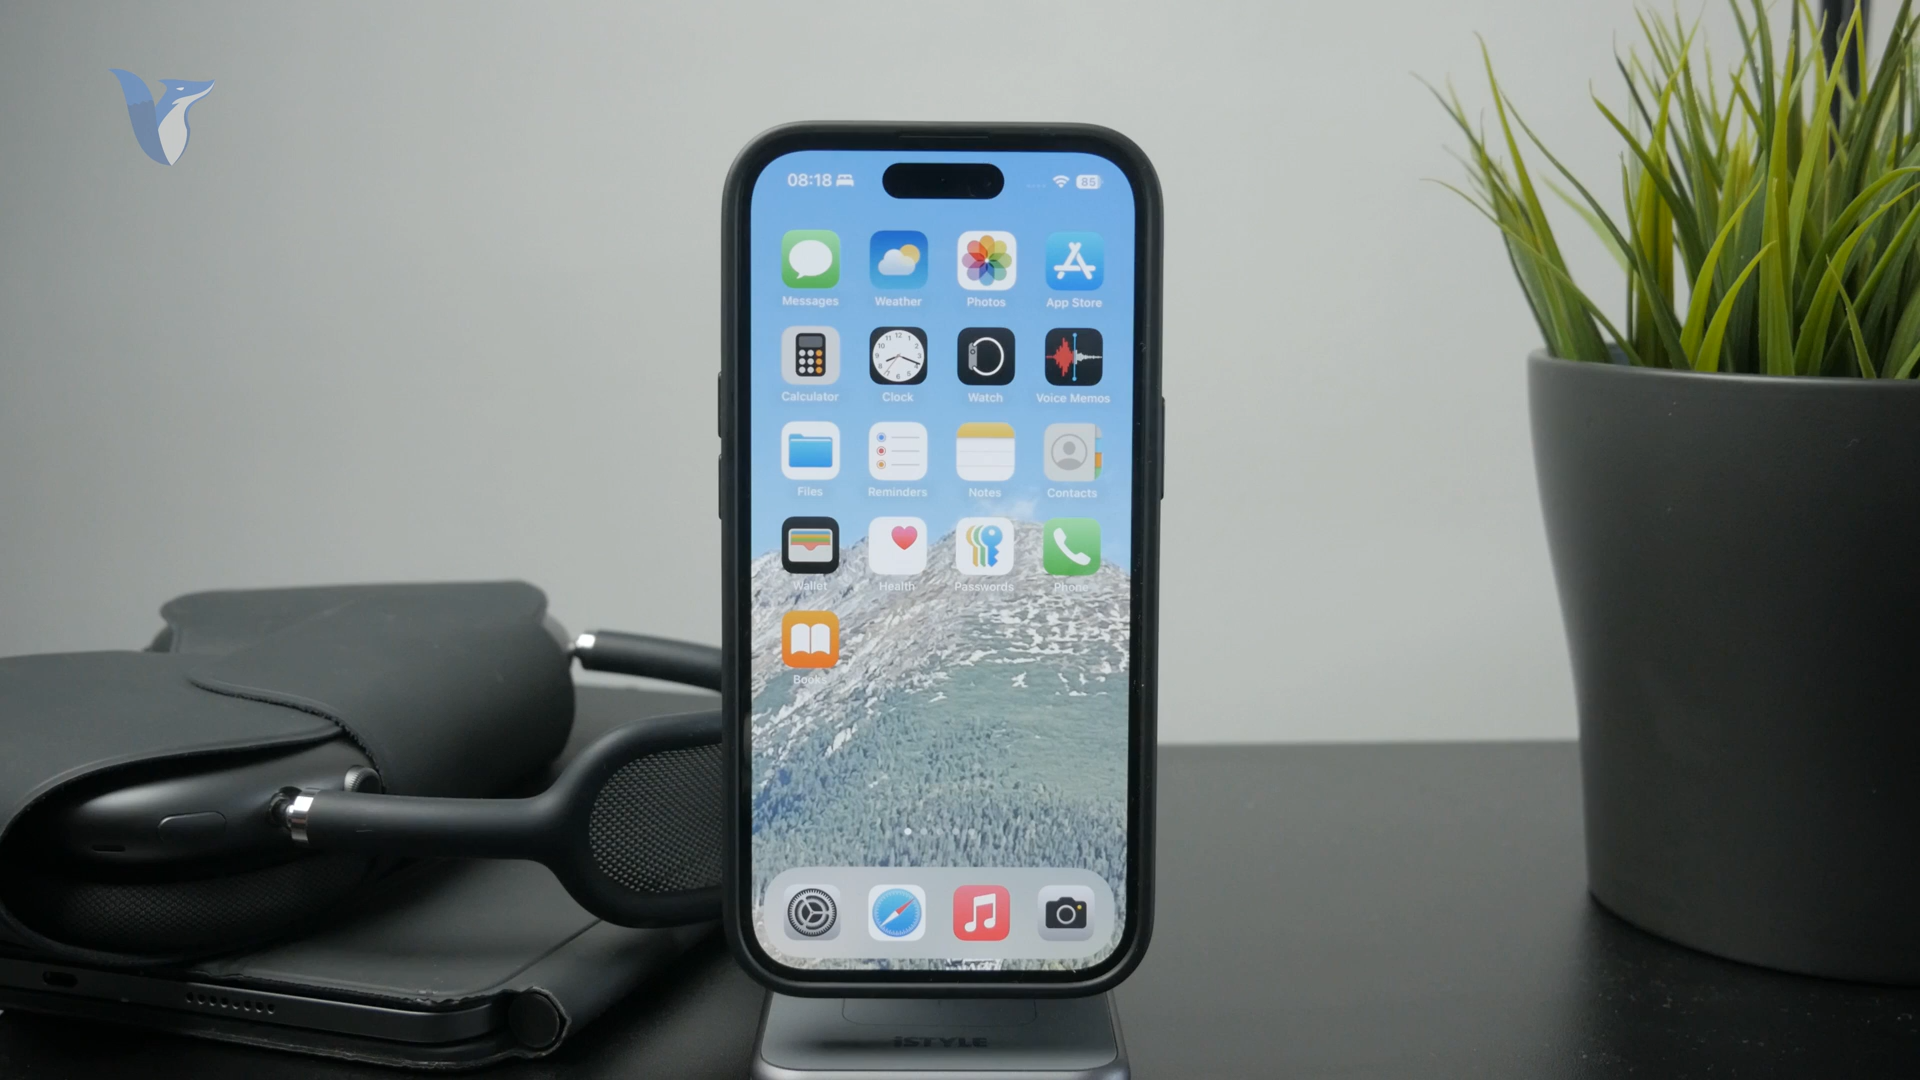 08:18
85
Messages Weather Photos App Store
Calculator Clock Watch Voice Memos
Files Reminders Notes Contacts
Wallet Health Passwords Phone
Books
iSTYLE